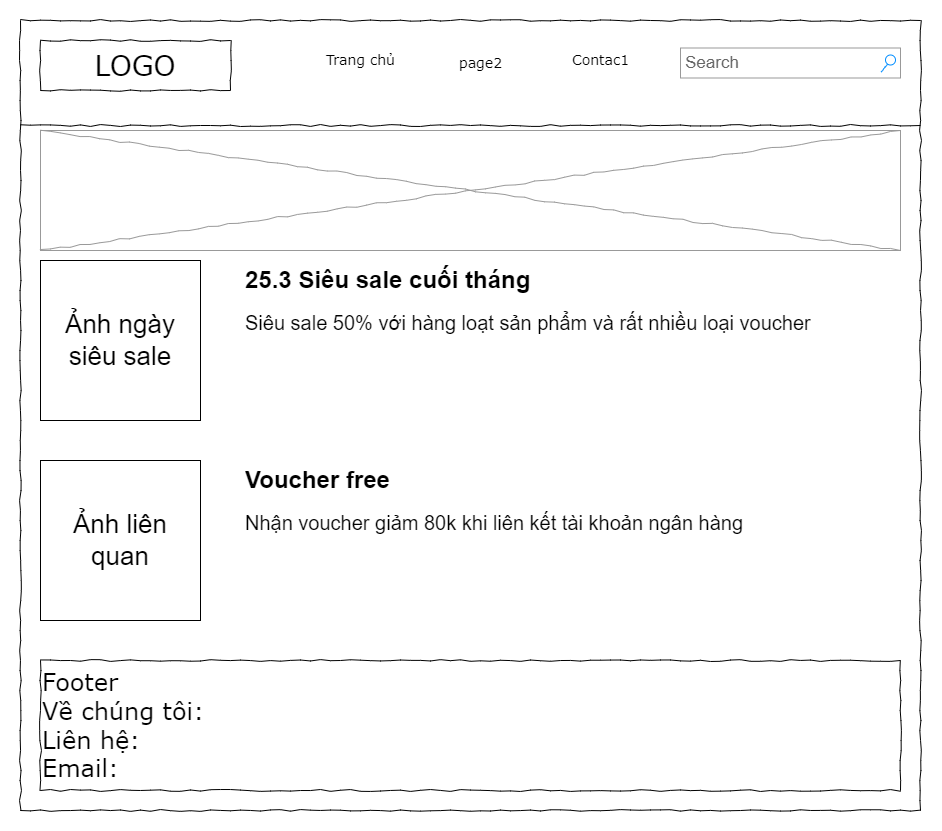 LOGO
Trang chủ
page2
Contac1
Search
Ảnh ngày
siêu sale
25.3 Siêu sale cuối tháng
Siêu sale 50% với hàng loạt sản phẩm và rất nhiều loại voucher
Ảnh liên
quan
Voucher free
Nhận voucher giảm 80k khi liên kết tài khoản ngân hàng
Footer
Về chúng tôi:
Liên hệ:
Email: